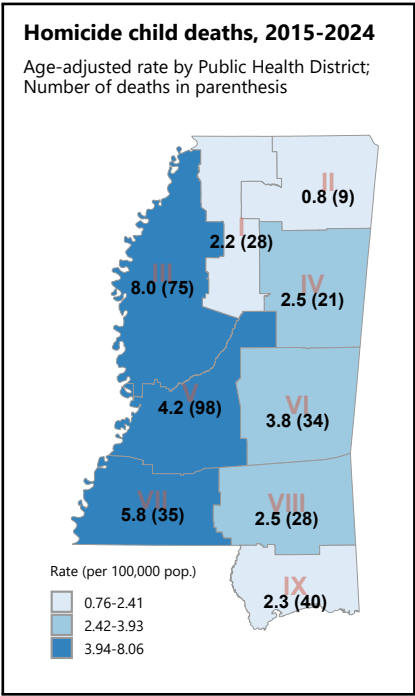 Homicide child deaths, 2015-2024
Age-adjusted rate by Public Health District;
Number of deaths in parenthesis
II
0.8 (9)
I
2.2 (28)
III
8.0 (75)
IV
2.5 (21)
V
4.2 (98)
VI
3.8 (34)
VII
5.8 (35)
VIII
2.5 (28)
IX
2.3 (40)
Rate (per 100,000 pop.)
0.76-2.41
2.42-3.93
3.94-8.06